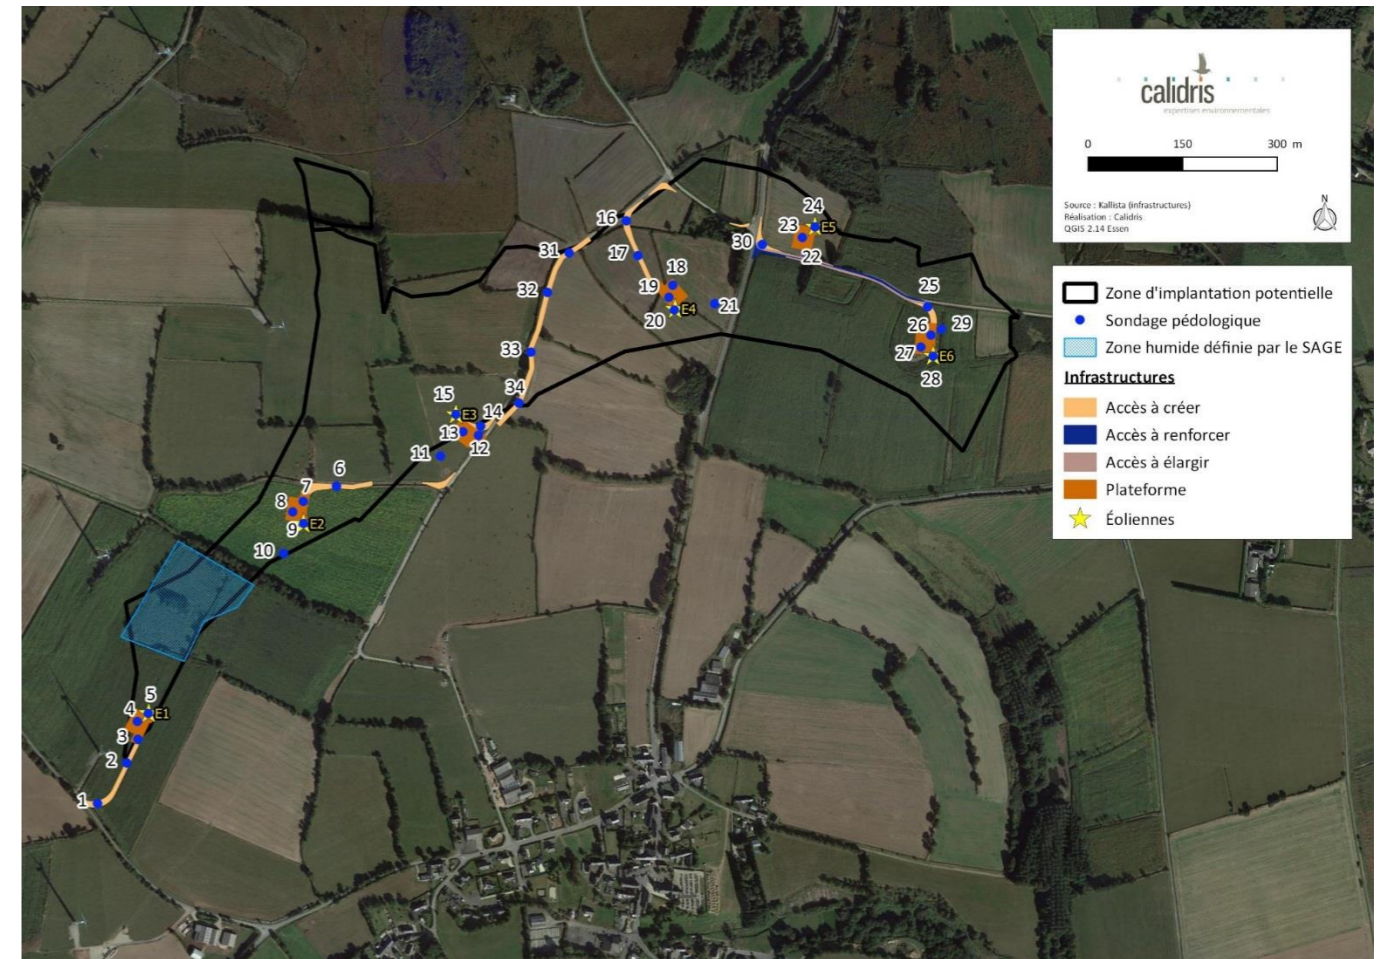 calidris
expertises environnementales
0 150 300 m
Source : Kallista (infrastructures)
Réalisation : Calidris
QGIS 2.14 Essen
N
Zone d'implantation potentielle
Sondage pédologique
Zone humide définie par le SAGE
Infrastructures
Accès à créer
Accès à renforcer
Accès à élargir
Plateforme
Éoliennes
24
16
E5
23
30
31
17
22
18
32
19
21
25
E4
20
26
29
33
27
E6
28
34
15
E3
14
13
12
11
6
7
8
9
E2
10
5
4
E1
3
2
1